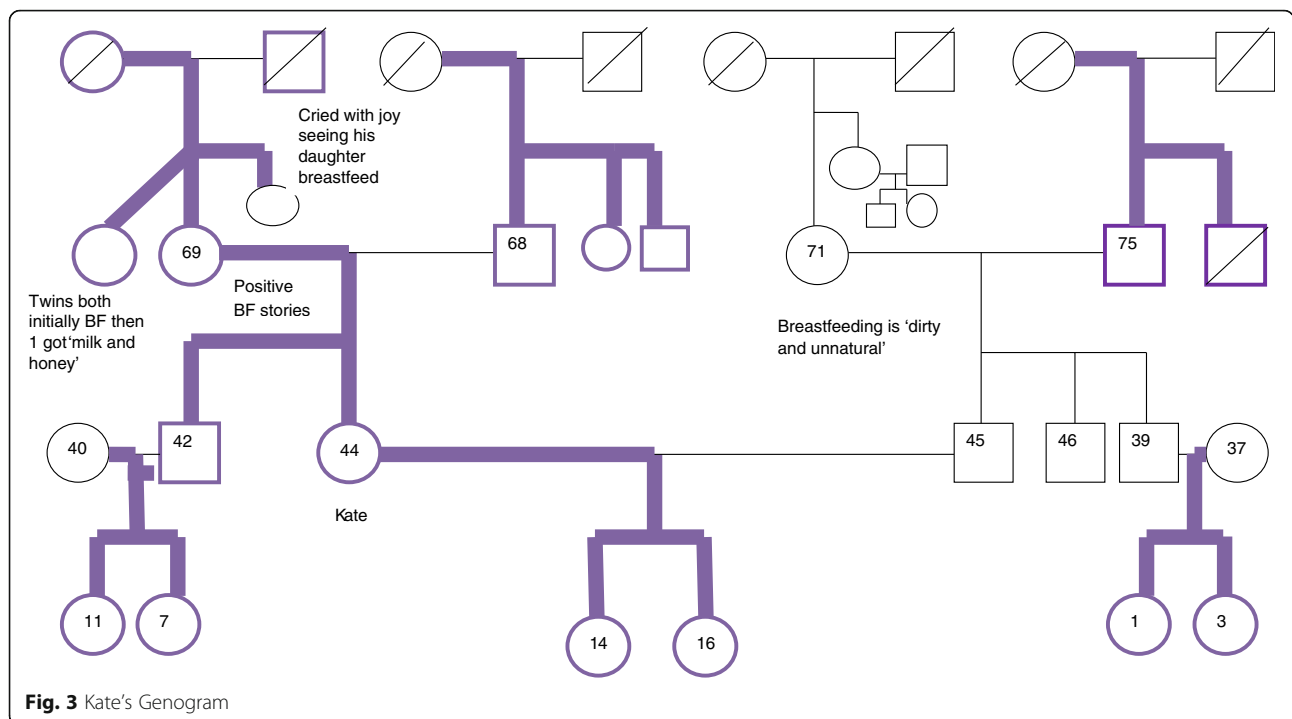 Cried with joy
seeing his
daughter
breastfeed
69
68
71
75
Twins both
initially BF then
1 got‘milk and
honey’
Positive
BF stories
Breastfeeding is ‘dirty
and unnatural’
40
42
44
45
46
39
37
Kate
11
7
14
16
1
3
Fig. 3 Kate’s Genogram